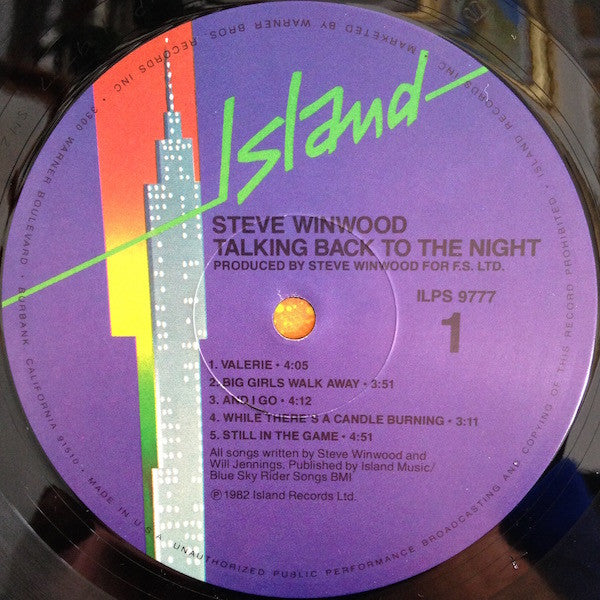 Island
STEVE WINWOOD
TALKING BACK TO THE NIGHT
PRODUCED BY STEVE WINWOOD FOR F.S. LTD.
ILPS 9777
1
1. VALERIE • 4:05
2. BIG GIRLS WALK AWAY • 3:51
3. AND I GO • 4:12
4. WHILE THERE'S A CANDLE BURNING • 3:11
5. STILL IN THE GAME • 4:51
All songs written by Steve Winwood and
Will Jennings. Published by Island Music/
Blue Sky Rider Songs BMI
℗ 1982 Island Records Ltd.
MARKETED BY WARNER BROS. RECORDS INC • 3300 WARNER BOULEVARD • BURBANK, CALIFORNIA 91510 • MADE IN U.S.A. UNAUTHORIZED PUBLIC PERFORMANCE BROADCASTING AND COPYING OF THIS RECORD PROHIBITED • ISLAND RECORDS INC.